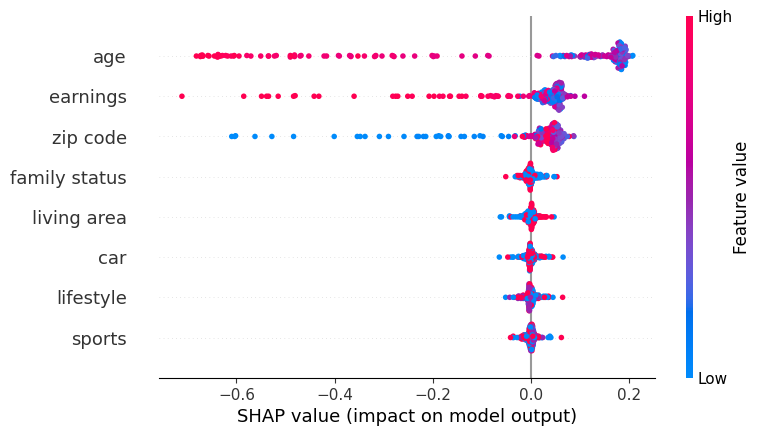 High
age
earnings
zip code
family status
living area
car
lifestyle
sports
Feature value
Low
−0.6 −0.4 −0.2 0.0 0.2
SHAP value (impact on model output)